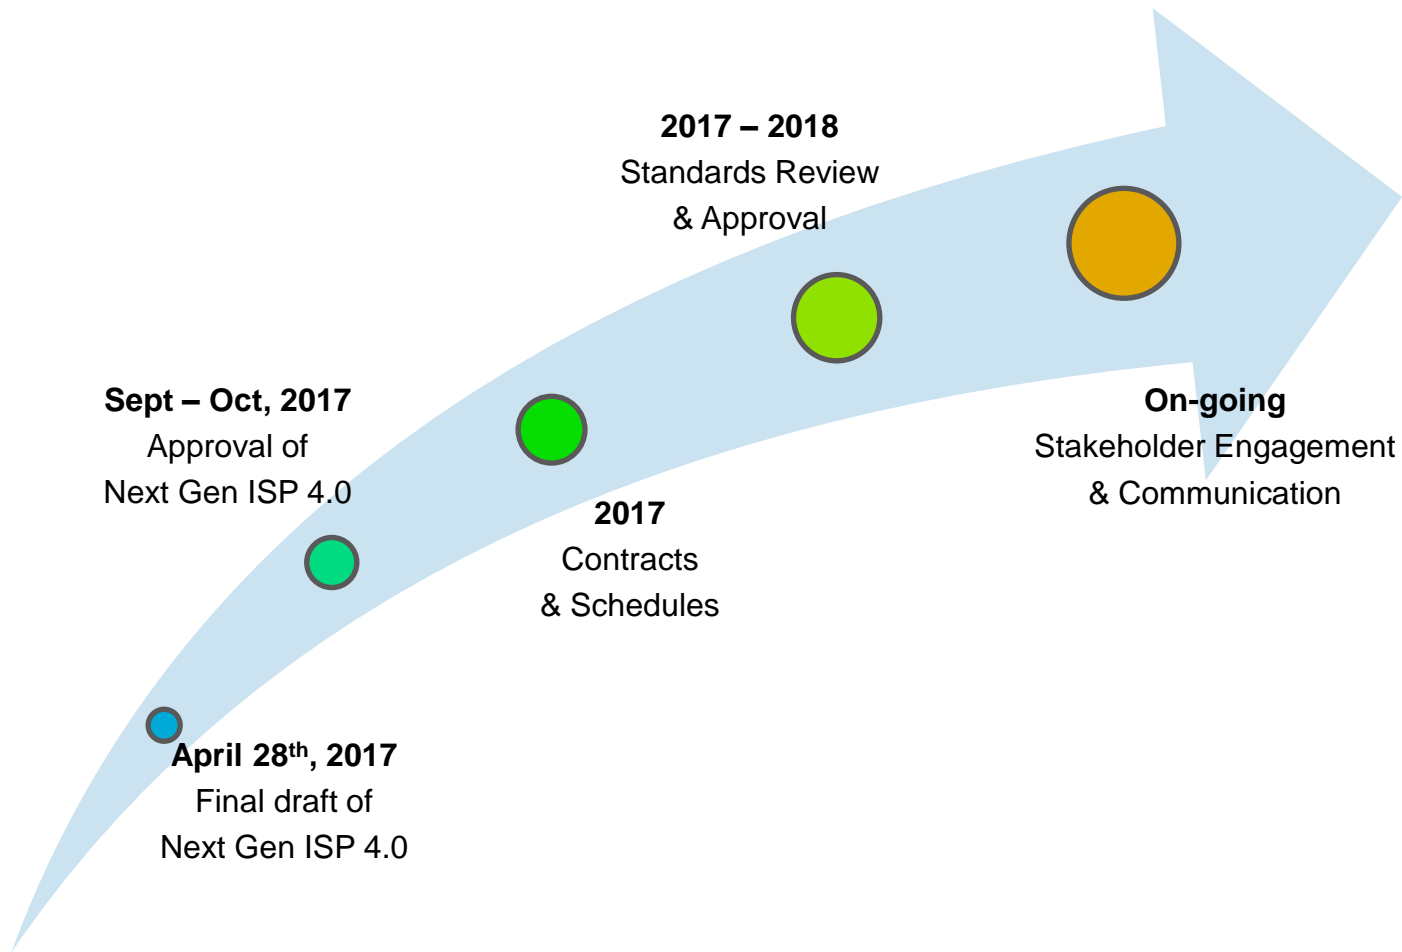 2017 – 2018
Standards Review
& Approval
Sept – Oct, 2017
Approval of
Next Gen ISP 4.0
On-going
Stakeholder Engagement
& Communication
2017
Contracts
& Schedules
April 28th, 2017
Final draft of
Next Gen ISP 4.0